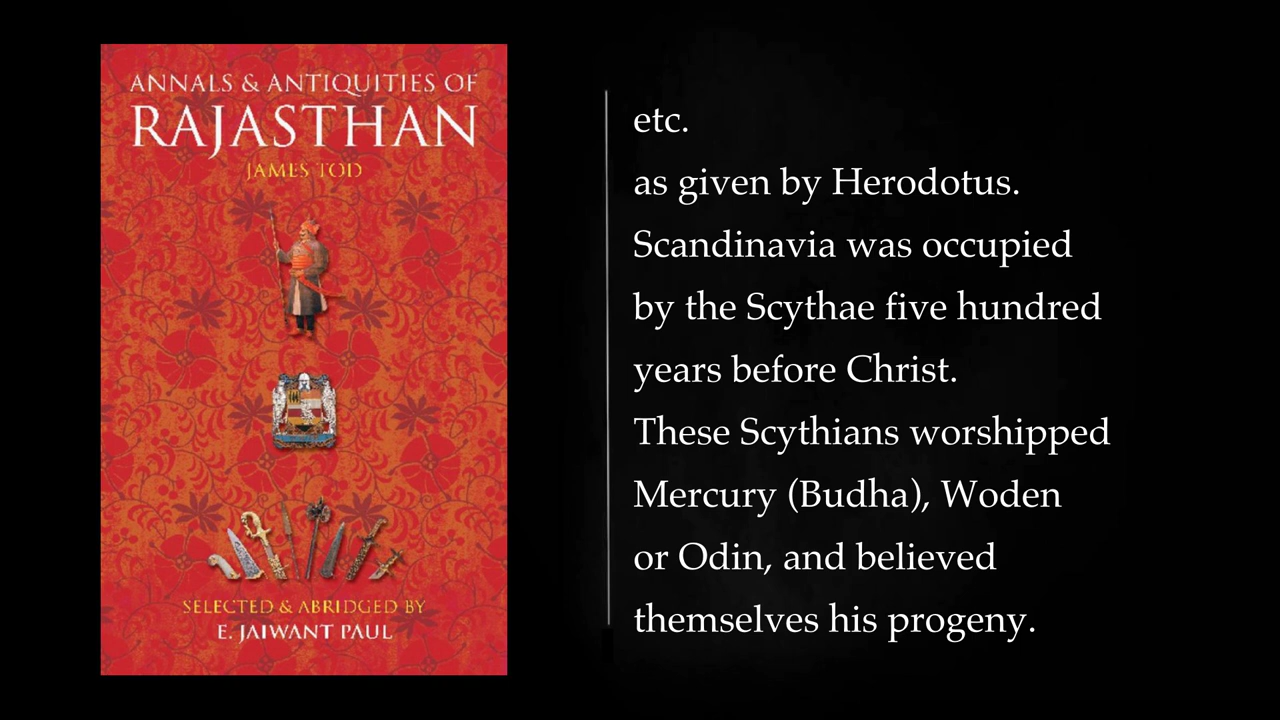 ANNALS & ANTIQUITIES OF
RAJASTHAN
JAMES TOD
SELECTED & ABRIDGED BY
E. JAIWANT PAUL
etc.
as given by Herodotus.
Scandinavia was occupied
by the Scythae five hundred
years before Christ.
These Scythians worshipped
Mercury (Budha), Woden
or Odin, and believed
themselves his progeny.